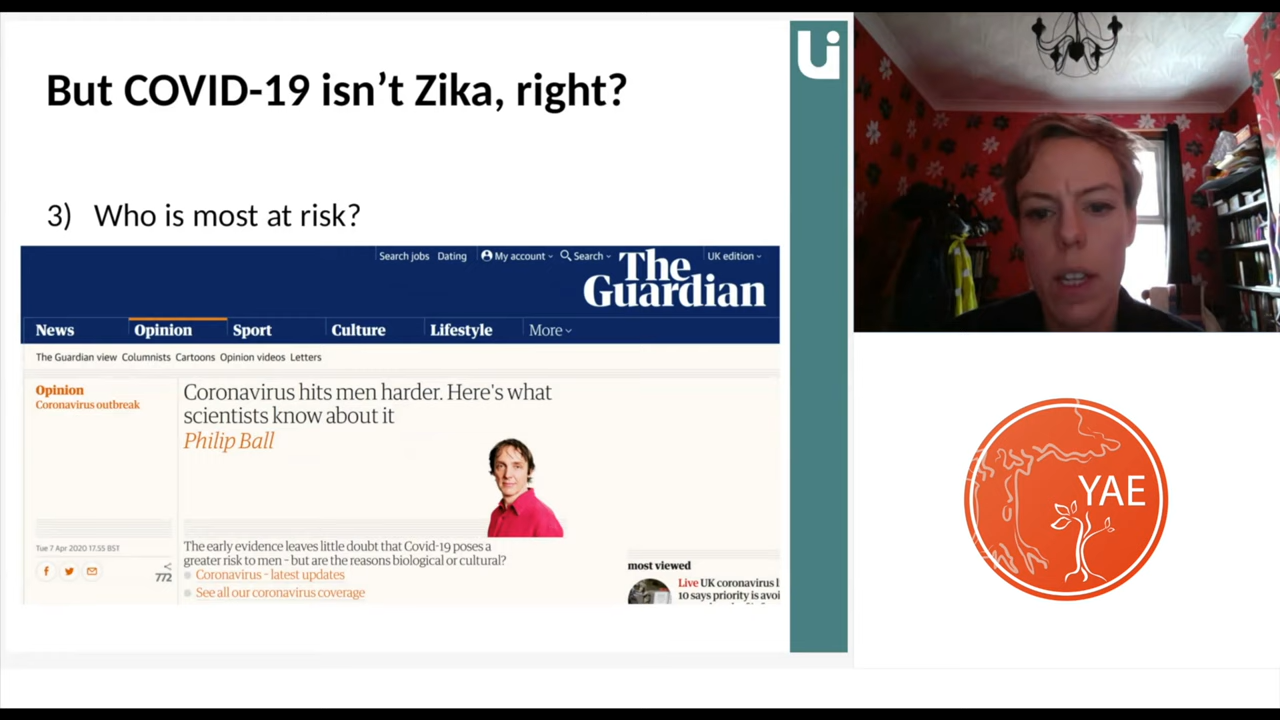 But COVID-19 isn’t Zika, right?
3) Who is most at risk?
Search jobs Dating My account Search UK edition
The
Guardian
News Opinion Sport Culture Lifestyle More
The Guardian view Columnists Cartoons Opinion videos Letters
Opinion
Coronavirus outbreak
Coronavirus hits men harder. Here's what
scientists know about it
Philip Ball
Tue 7 Apr 2020 17.55 BST
772
The early evidence leaves little doubt that Covid-19 poses a
greater risk to men – but are the reasons biological or cultural?
Coronavirus – latest updates
See all our coronavirus coverage
most viewed
Live UK coronavirus
10 says priority is
YAE